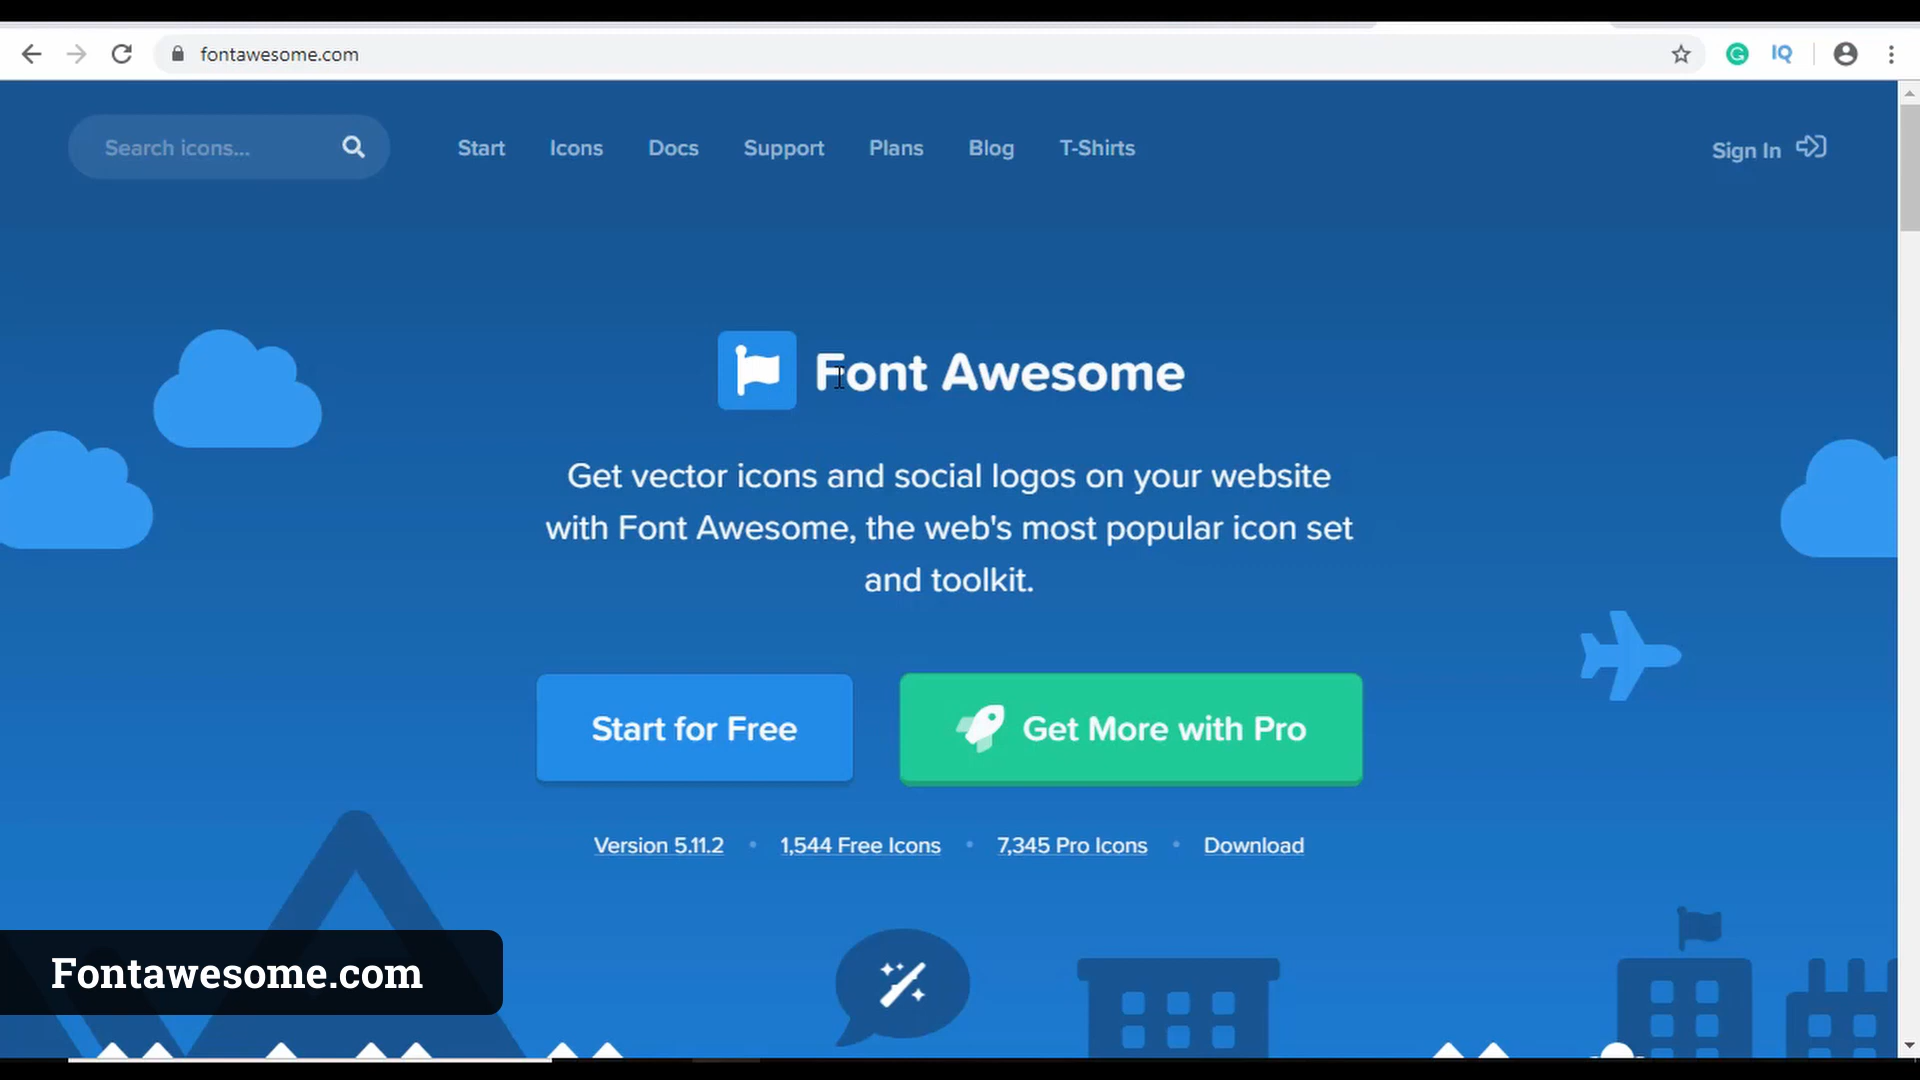 fontawesome.com
IQ
Search icons...
Start
Icons
Docs
Support
Plans
Blog
T-Shirts
Sign In
Font Awesome
Get vector icons and social logos on your website
with Font Awesome, the web's most popular icon set
and toolkit.
Start for Free
Get More with Pro
Version 5.11.2 • 1,544 Free Icons • 7,345 Pro Icons • Download
Fontawesome.com